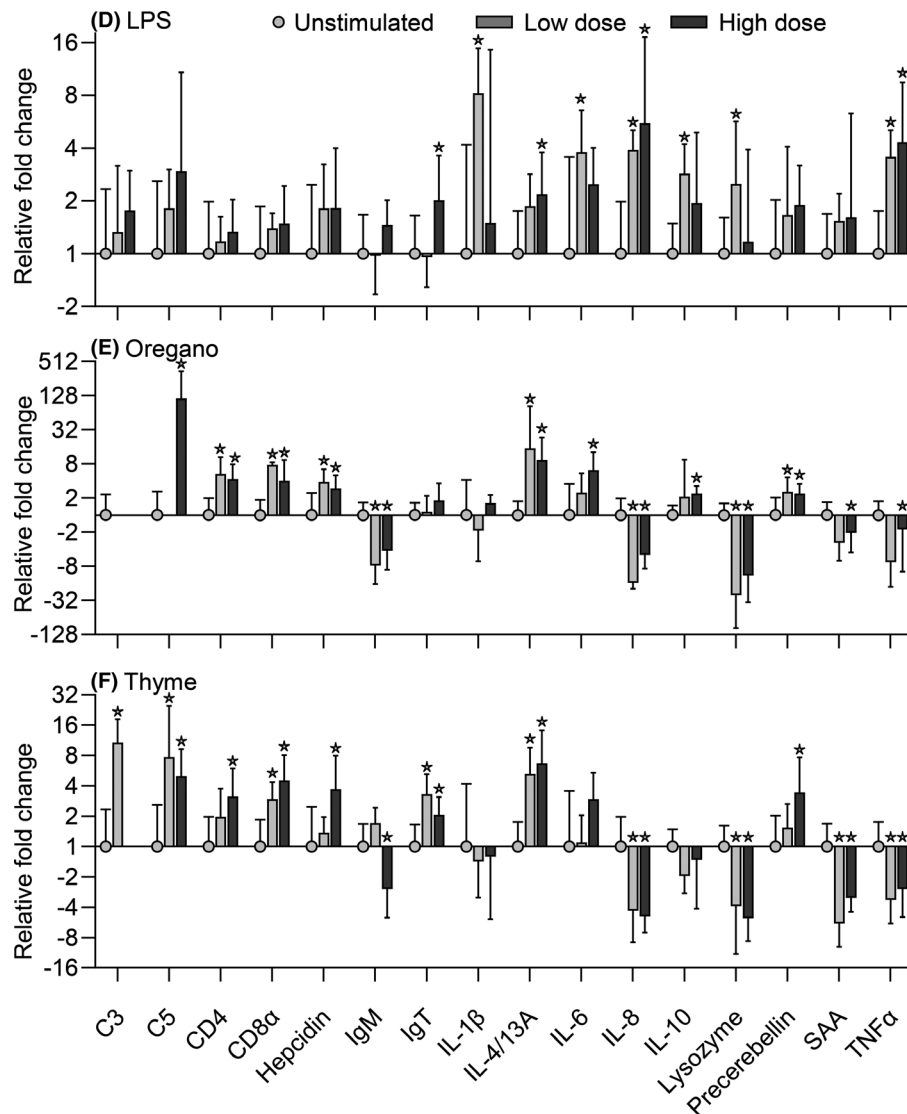 (D) LPS
Unstimulated
Low dose
High dose
Relative fold change
16
8
4
2
1
-2
(E) Oregano
Relative fold change
512
128
32
8
2
-2
-8
-32
-128
(F) Thyme
Relative fold change
32
16
8
4
2
1
-2
-4
-8
-16
C3
C5
CD4
CD8α
Hepcidin
IgM
IgT
IL-1β
IL-4/13A
IL-6
IL-8
IL-10
Lysozyme
Precerebellin
SAA
TNFα